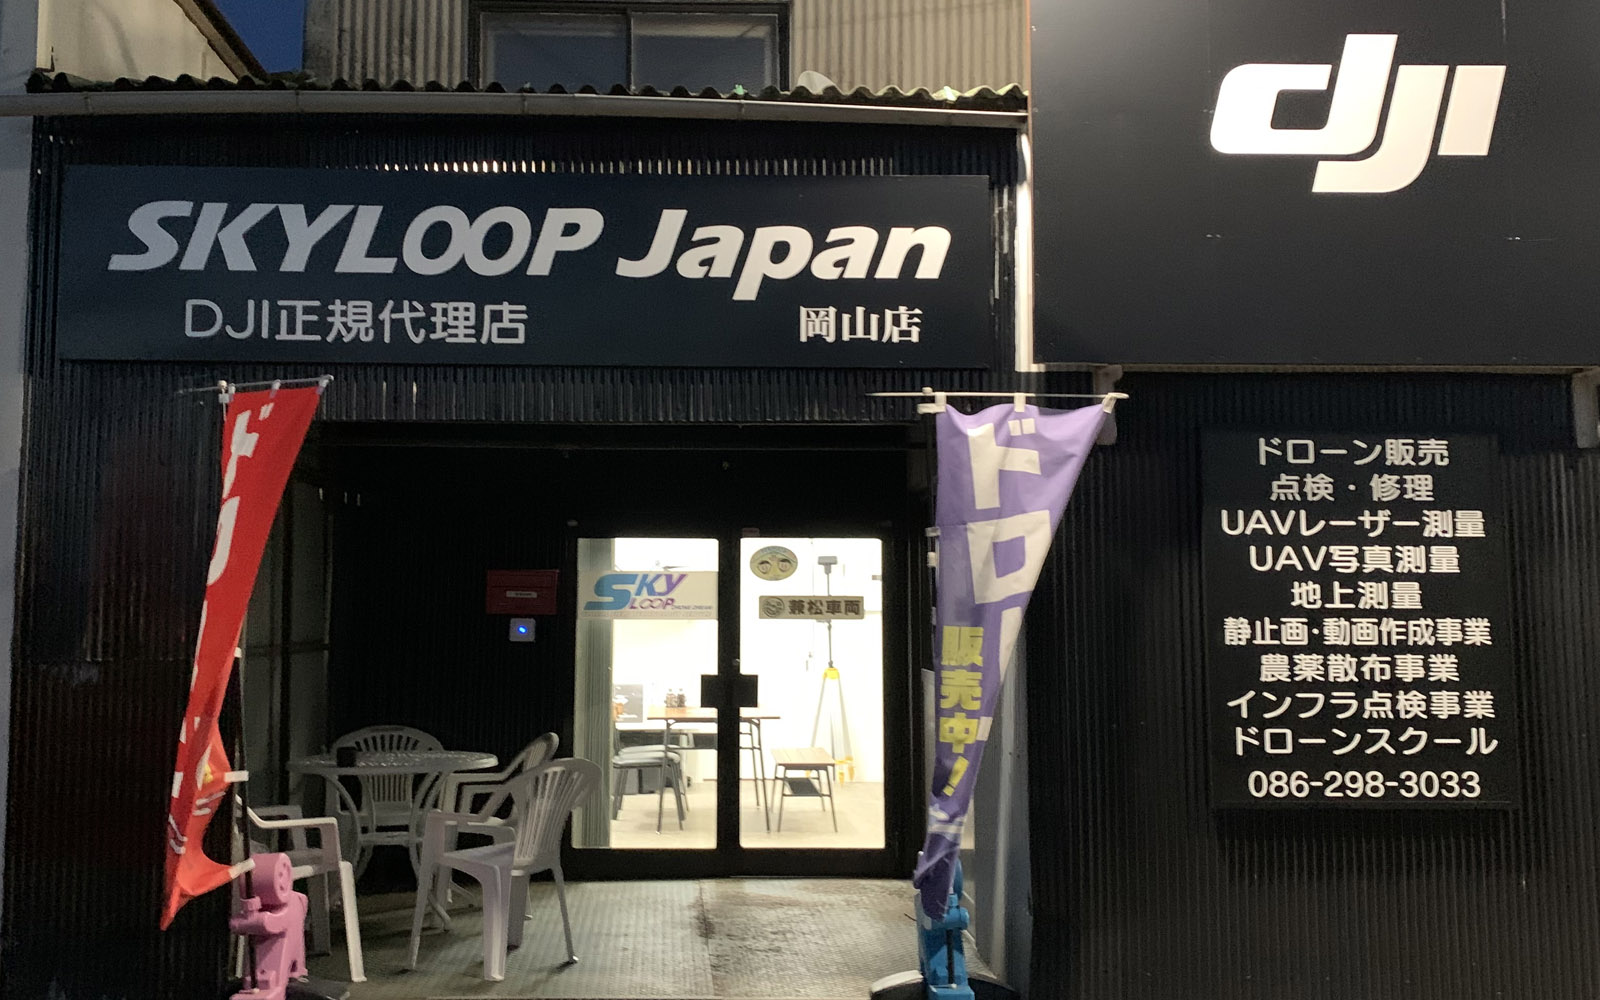 dji
SKYLOOP Japan
DJI正規代理店
岡山店
ド
ドロー
販売中!
SKY
LOOP
兼松車両
ドローン販売
点検・修理
UAVレーザー測量
UAV写真測量
地上測量
静止画・動画作成事業
農薬散布事業
インフラ点検事業
ドローンスクール
086-298-3033